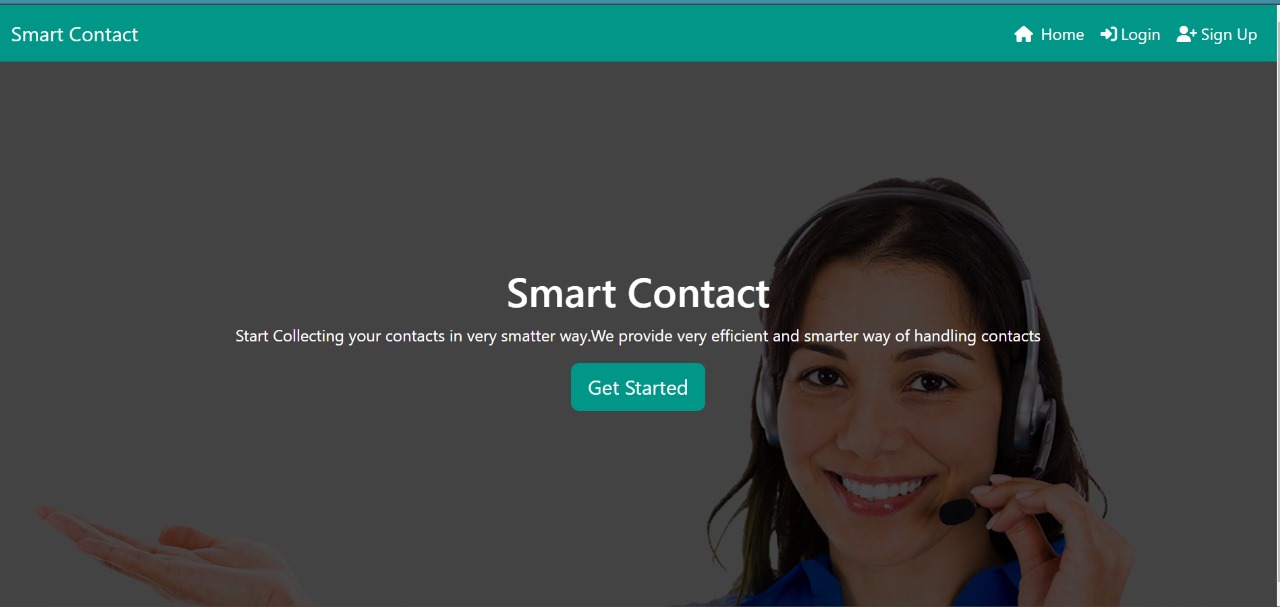 Smart Contact
Home Login Sign Up
Smart Contact
Start Collecting your contacts in very smatter way.We provide very efficient and smarter way of handling contacts
Get Started